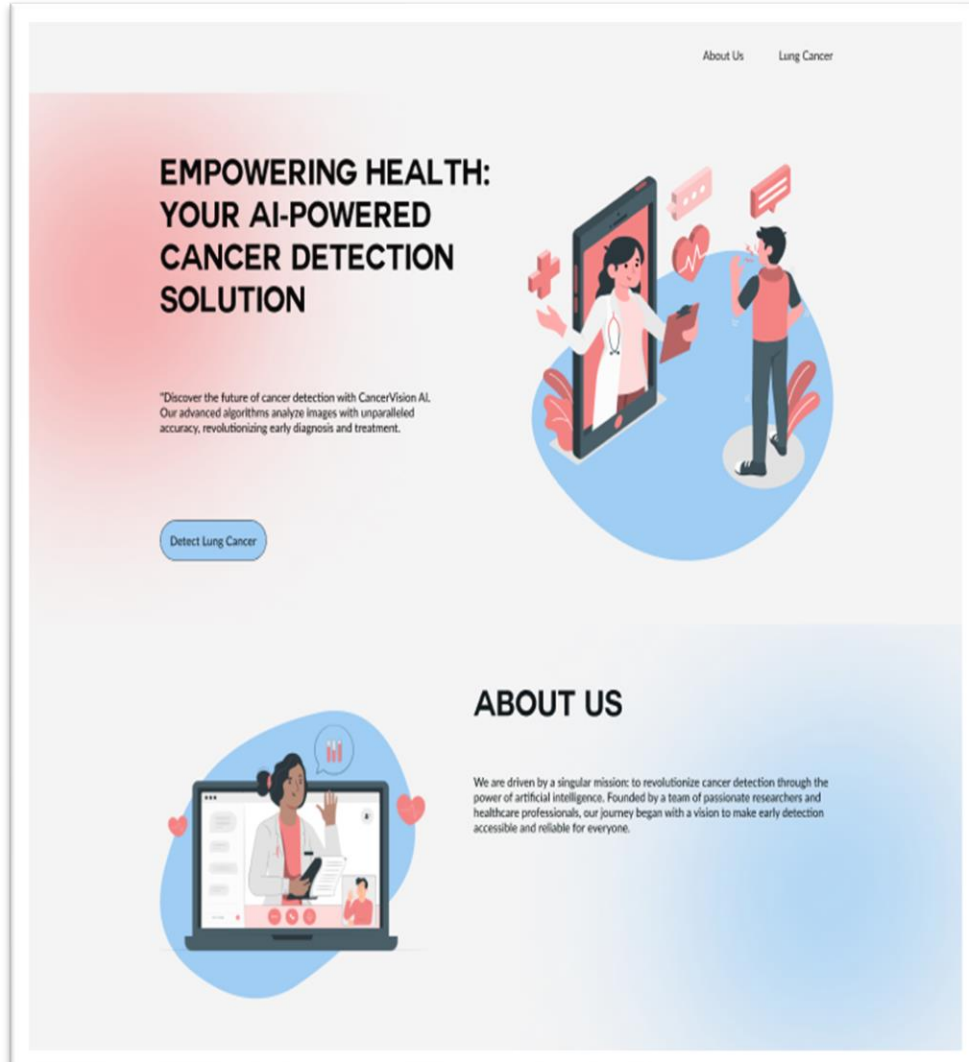 About Us Lung Cancer
EMPOWERING HEALTH:
YOUR AI-POWERED
CANCER DETECTION
SOLUTION
"Discover the future of cancer detection with CancerVision AI.
Our advanced algorithms analyze images with unparalleled
accuracy, revolutionizing early diagnosis and treatment.
Detect Lung Cancer
ABOUT US
We are driven by a singular mission: to revolutionize cancer detection through the
power of artificial intelligence. Founded by a team of passionate researchers and
healthcare professionals, our journey began with a vision to make early detection
accessible and reliable for everyone.